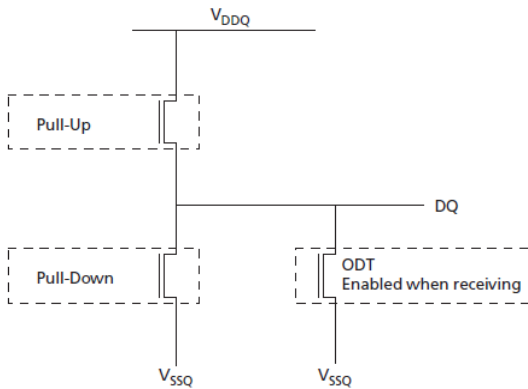 VDDQ
Pull-Up
DQ
Pull-Down
ODT
Enabled when receiving
VSSQ
VSSQ